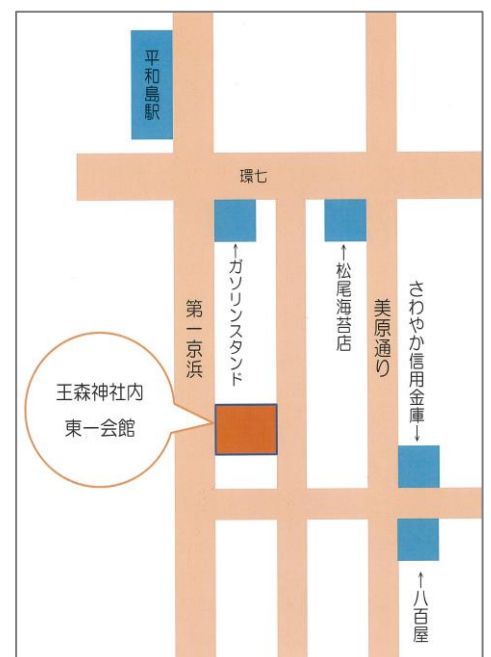 平和島駅
環七
←ガソリンスタンド
←松尾海苔店
さわやか信用金庫→
第一京浜
美原通り
王森神社内
東一会館
←八百屋